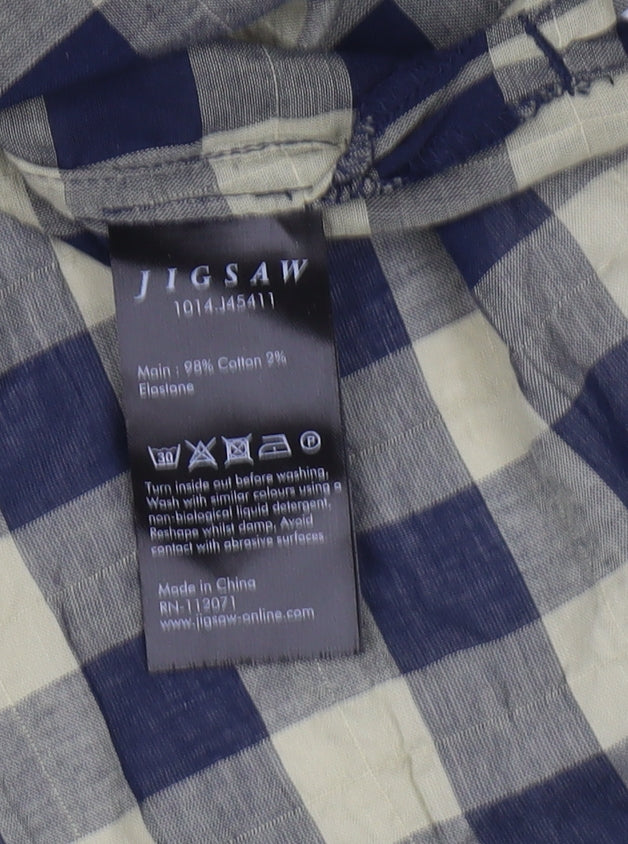 JIGSAW
1014-J45411
Main : 98% Cotton 2%
Elastane
30 P
Turn inside out before washing,
Wash with similar colours using a
non-biological liquid detergent,
Reshape whilst damp, Avoid
contact with abrasive surfaces
Made in China
RN-113071
www.jigsaw-online.com